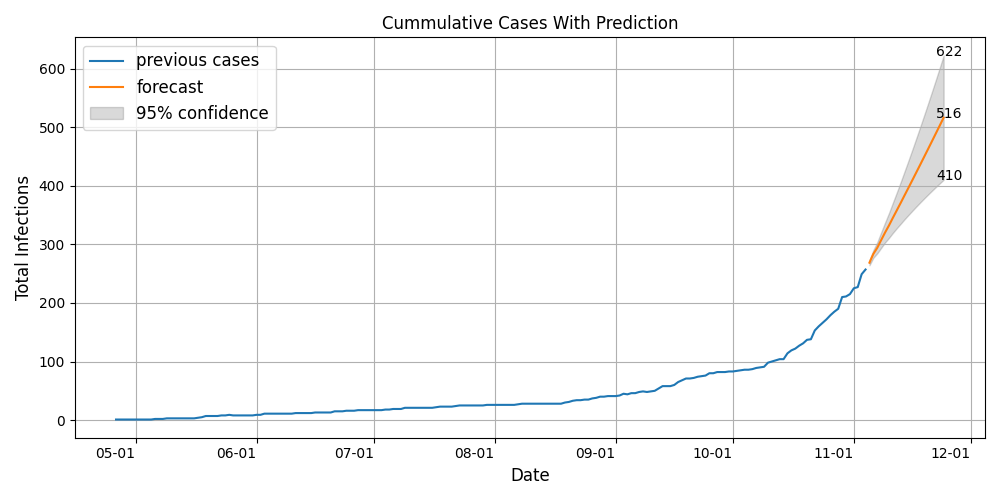 Cummulative Cases With Prediction
previous cases
forecast
95% confidence
622
516
410
Total Infections
600
500
400
300
200
100
0
05-01 06-01 07-01 08-01 09-01 10-01 11-01 12-01
Date